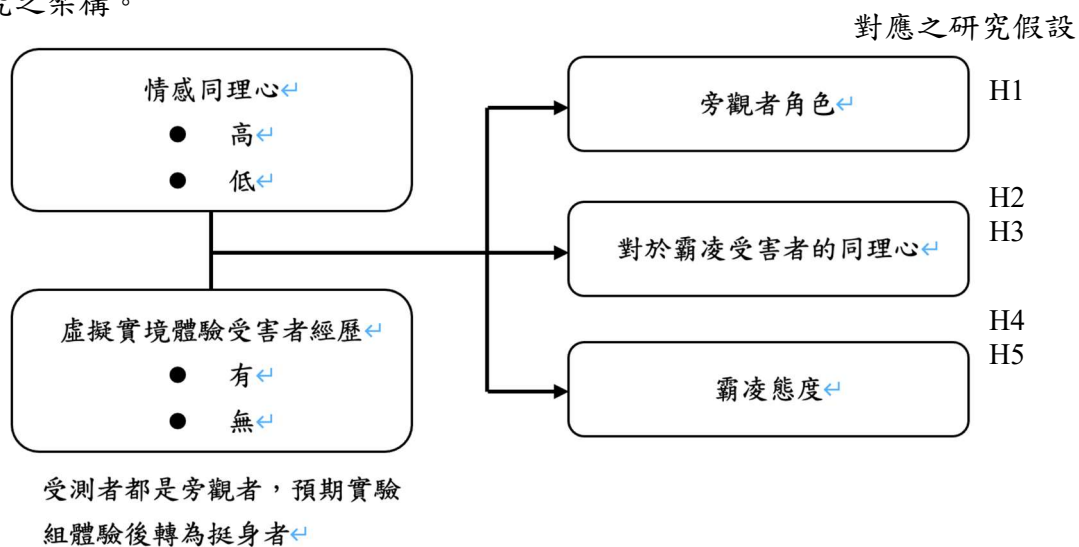 究之架構。
對應之研究假設
情感同理心↵
● 高↵
● 低↵
虛擬實境體驗受害者經歷↵
● 有↵
● 無↵
受測者都是旁觀者，預期實驗
組體驗後轉為挺身者↵
旁觀者角色↵
H1
對於霸凌受害者的同理心↵
H2
H3
霸凌態度↵
H4
H5